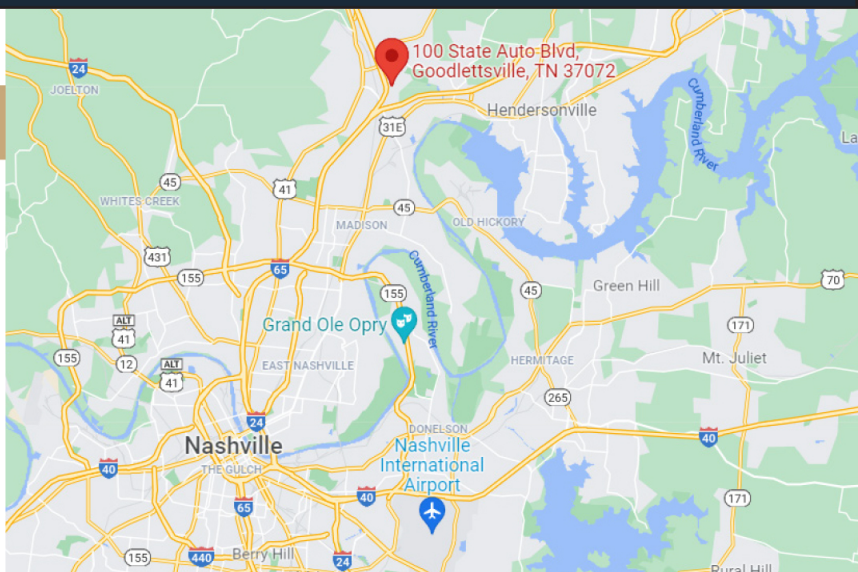 100 State Auto Blvd,
Goodlettsville, TN 37072
24
JOELTON
Hendersonville
Cumberland River
31E
45
41
WHITES CREEK
45
MADISON
OLD HICKORY
431
155
65
Cumberland River
155
45
Green Hill
70
Grand Ole Opry
ALT
41
171
155
12
ALT
41
EAST NASHVILLE
HERMITAGE
Mt. Juliet
265
24
DONELSON
40
Nashville
THE GULCH
Nashville
International
Airport
40
65
40
171
155
440
Berry Hill
24
Rural Hill